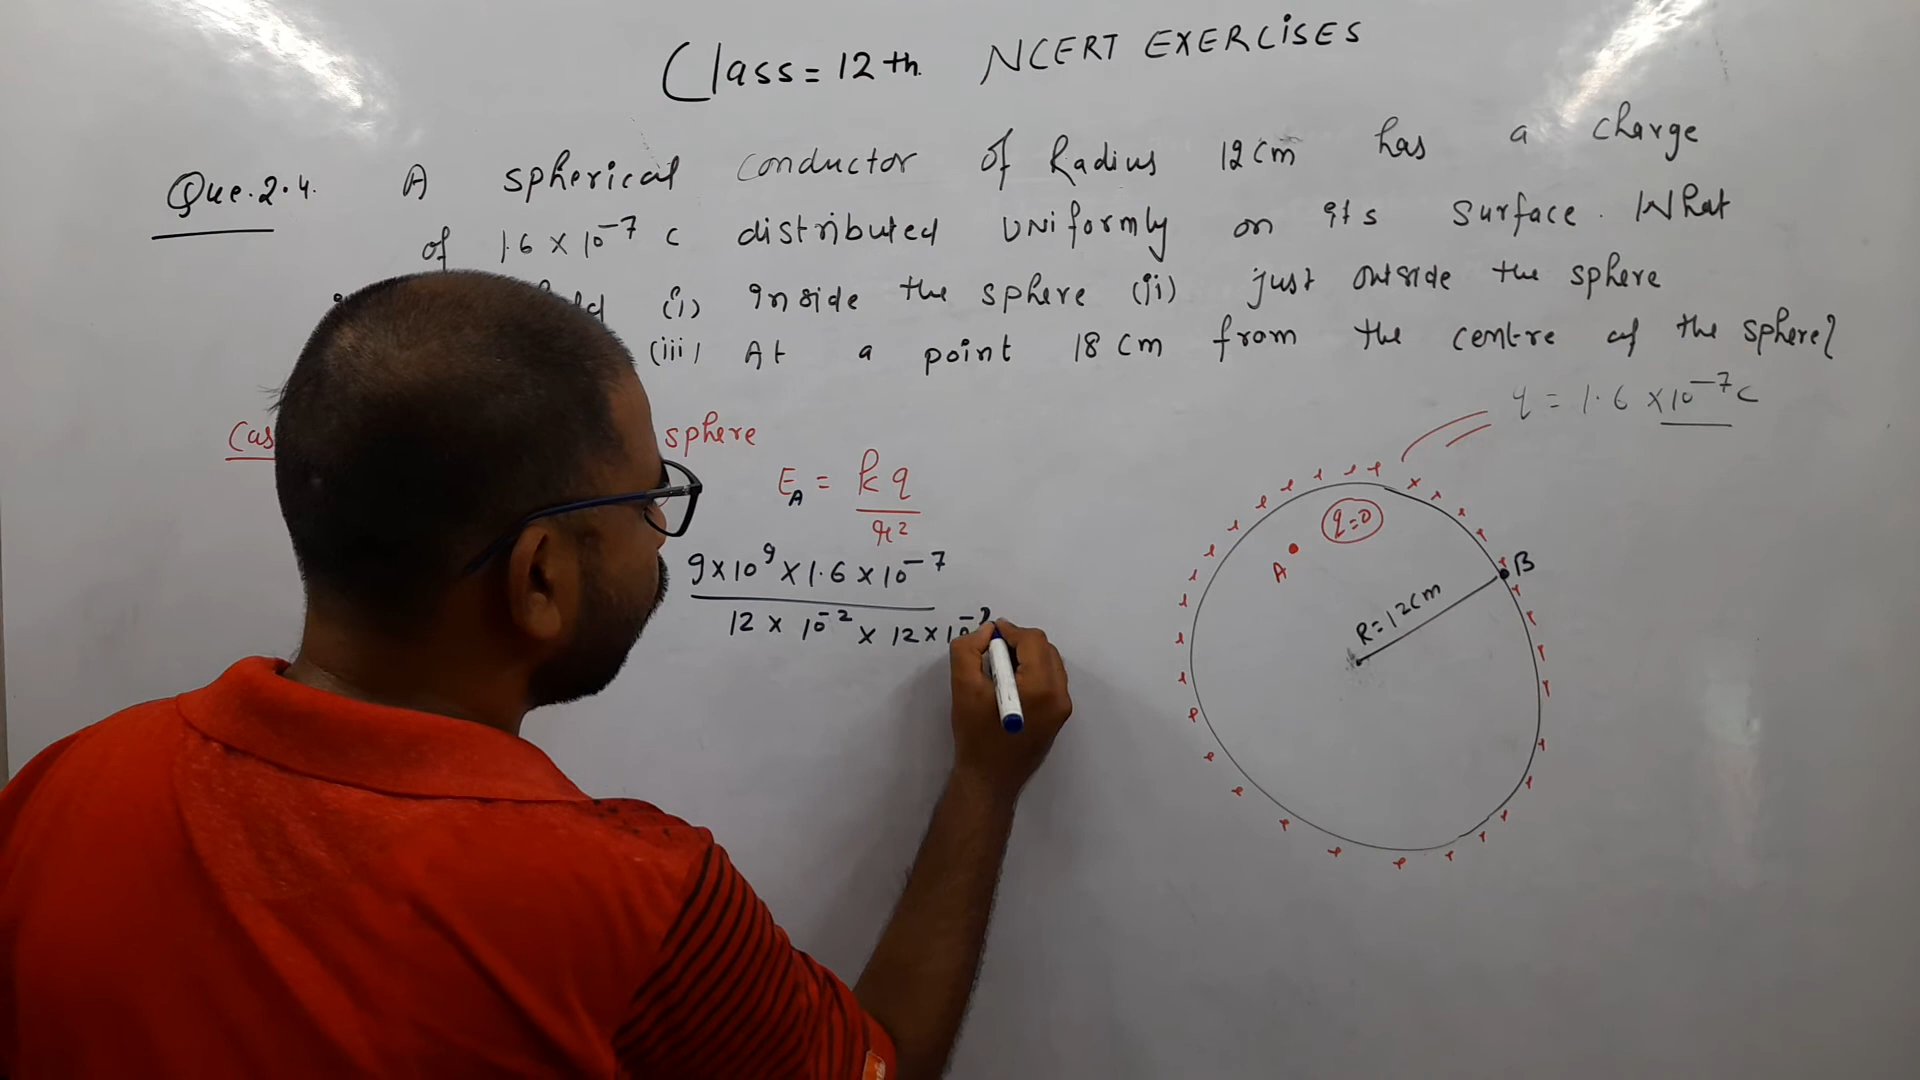 Class = 12th. NCERT EXERCISES
Que. 2.4. A spherical conductor of Radius 12 cm has a charge
of 1.6 × 10⁻⁷ C distributed UNiformly on its surface. What
(i) inside the sphere (ii) just outside the sphere
(iii) At a point 18 cm from the centre of the sphere?
q = 1.6 × 10⁻⁷ C
sphere
E_A = kq / r²
9 × 10⁹ × 1.6 × 10⁻⁷
12 × 10⁻² × 12 × 10⁻²
q=0
A
B
R = 12cm